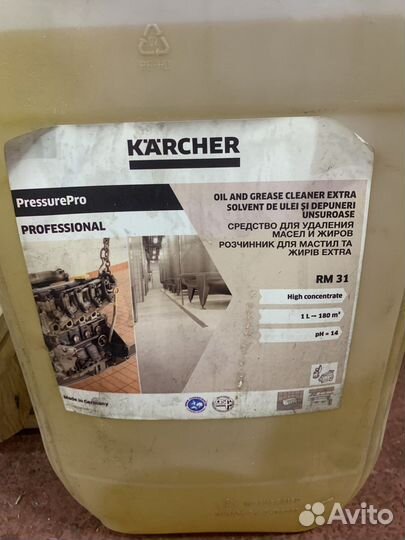 KÄRCHER
PressurePro
PROFESSIONAL
OIL AND GREASE CLEANER EXTRA
SOLVENT DE ULEI ȘI DEPUNERI
UNSUROASE
СРЕДСТВО ДЛЯ УДАЛЕНИЯ
МАСЕЛ И ЖИРОВ
РОЗЧИННИК ДЛЯ МАСТИЛ ТА
ЖИРІВ EXTRA
RM 31
High concentrate
1 L → 180 m²
pH = 14
Made in Germany
Avito